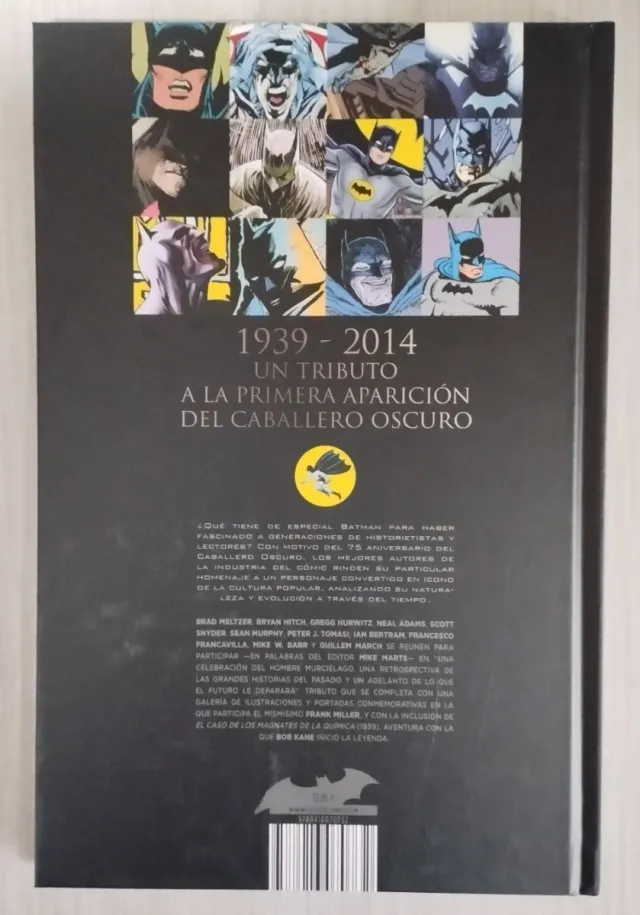 1939 - 2014
UN TRIBUTO
A LA PRIMERA APARICIÓN
DEL CABALLERO OSCURO
¿QUÉ TIENE DE ESPECIAL BATMAN PARA HABER
FASCINADO A GENERACIONES DE HISTORIETISTAS Y
LECTORES? CON MOTIVO DEL 75 ANIVERSARIO DEL
CABALLERO OSCURO, LOS MEJORES AUTORES DE
LA INDUSTRIA DEL CÓMIC RINDEN SU PARTICULAR
HOMENAJE A UN PERSONAJE CONVERTIDO EN ICONO
DE LA CULTURA POPULAR, ANALIZANDO SU NATURA-
LEZA Y EVOLUCIÓN A TRAVÉS DEL TIEMPO.
BRAD MELTZER, BRYAN HITCH, GREGG HURWITZ, NEAL ADAMS, SCOTT
SNYDER, SEAN MURPHY, PETER J. TOMASI, IAN BERTRAM, FRANCESCO
FRANCAVILLA, MIKE W. BARR Y GUILLEM MARCH SE REÚNEN PARA
PARTICIPAR —EN PALABRAS DEL EDITOR MIKE MARTS— EN "UNA
CELEBRACIÓN DEL HOMBRE MURCIÉLAGO, UNA RETROSPECTIVA DE
LAS GRANDES HISTORIAS DEL PASADO Y UN ADELANTO DE LO QUE
EL FUTURO LE DEPARARÁ" TRIBUTO QUE SE COMPLETA CON UNA
GALERÍA DE ILUSTRACIONES Y PORTADAS CONMEMORATIVAS EN LA
QUE PARTICIPA EL MISMÍSIMO FRANK MILLER, Y CON LA INCLUSIÓN DE
EL CASO DE LOS MAGNATES DE LA QUÍMICA (1939), AVENTURA CON LA
QUE BOB KANE INICIÓ LA LEYENDA.